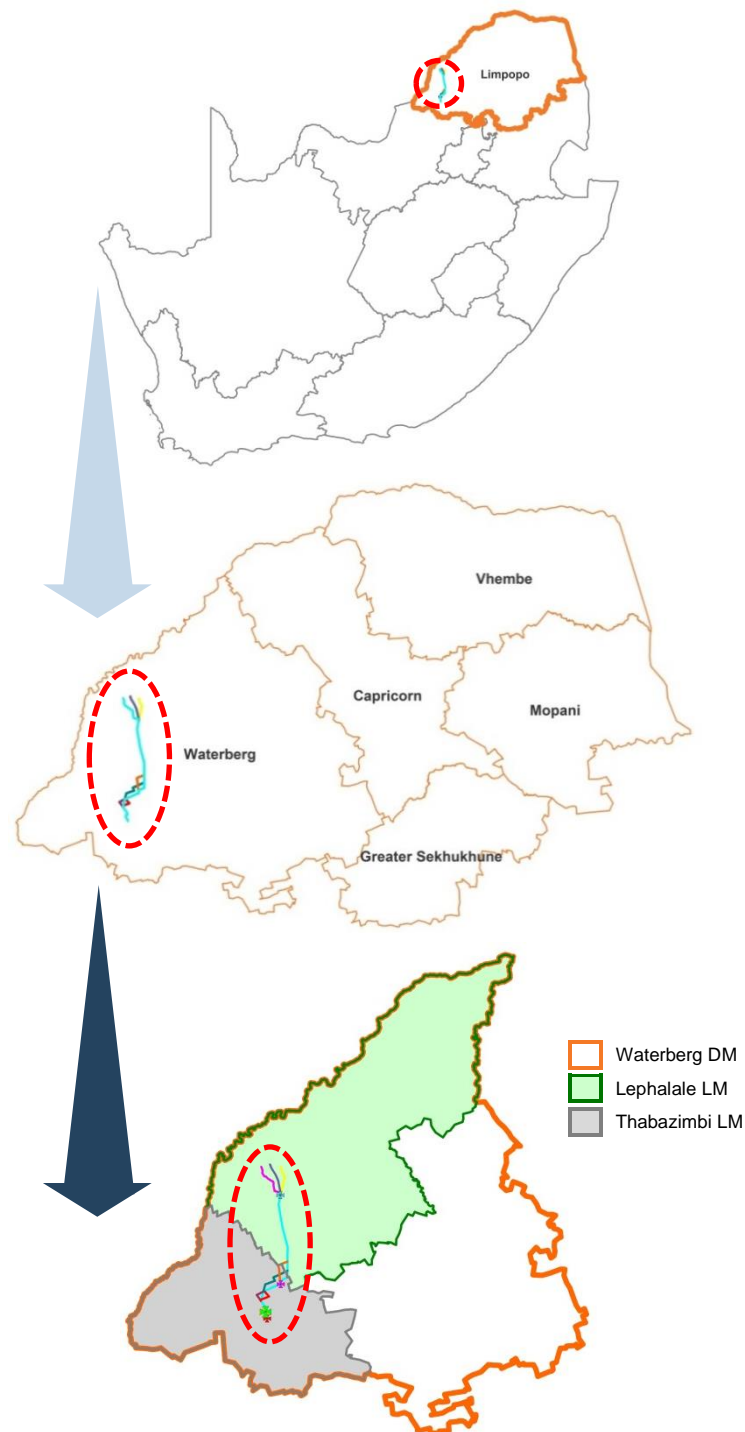 Limpopo
Vhembe
Capricorn
Mopani
Waterberg
Greater Sekhukhune
Waterberg DM
Lephalale LM
Thabazimbi LM